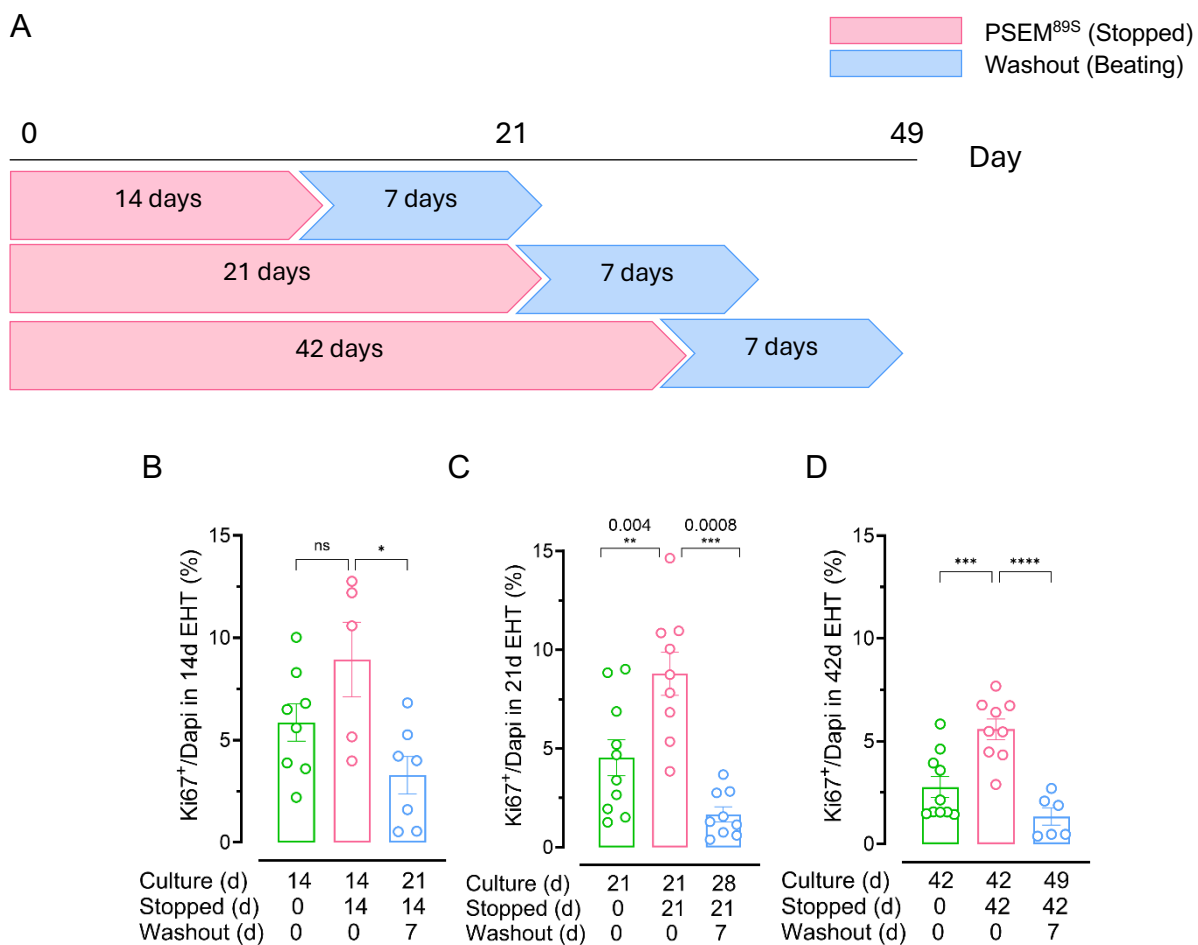 A
PSEM89S (Stopped)
Washout (Beating)
0 21 49
Day
14 days 7 days
21 days 7 days
42 days 7 days
B C D
Ki67+/Dapi in 14d EHT (%)
15
10
5
0
ns *
Culture (d) 14 14 21
Stopped (d) 0 14 14
Washout (d) 0 0 7
Ki67+/Dapi in 21d EHT (%)
15
10
5
0
0.004 0.0008
** ***
Culture (d) 21 21 28
Stopped (d) 0 21 21
Washout (d) 0 0 7
Ki67+/Dapi in 42d EHT (%)
15
10
5
0
*** ****
Culture (d) 42 42 49
Stopped (d) 0 42 42
Washout (d) 0 0 7